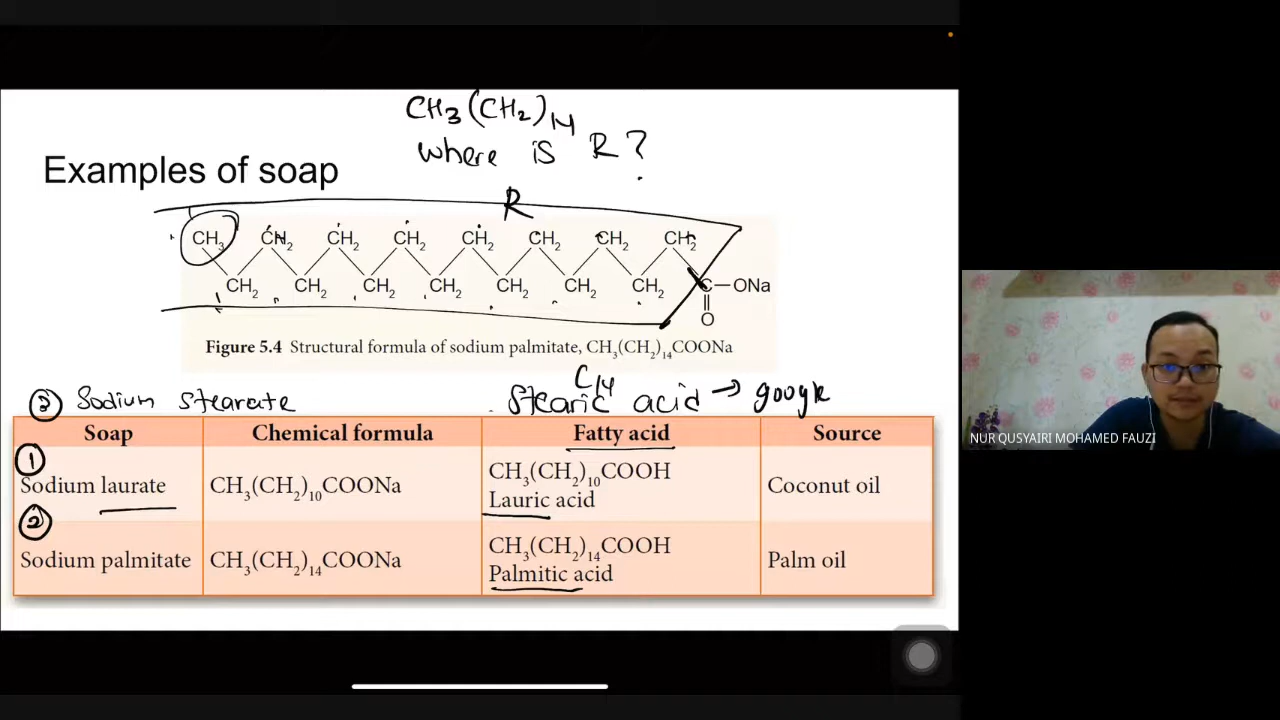 CH₃(CH₂)₁₄
where is R?
Examples of soap
R
CH₃ CH₂ CH₂ CH₂ CH₂ CH₂ CH₂ CH₂
CH₂ CH₂ CH₂ CH₂ CH₂ CH₂ CH₂ C—ONa
O
Figure 5.4 Structural formula of sodium palmitate, CH₃(CH₂)₁₄COONa
C14
③ Sodium stearate Stearic acid → google
Soap Chemical formula Fatty acid Source
①
Sodium laurate CH₃(CH₂)₁₀COONa CH₃(CH₂)₁₀COOH Coconut oil
Lauric acid
②
Sodium palmitate CH₃(CH₂)₁₄COONa CH₃(CH₂)₁₄COOH Palm oil
Palmitic acid
NUR QUSYAIRI MOHAMED FAUZI